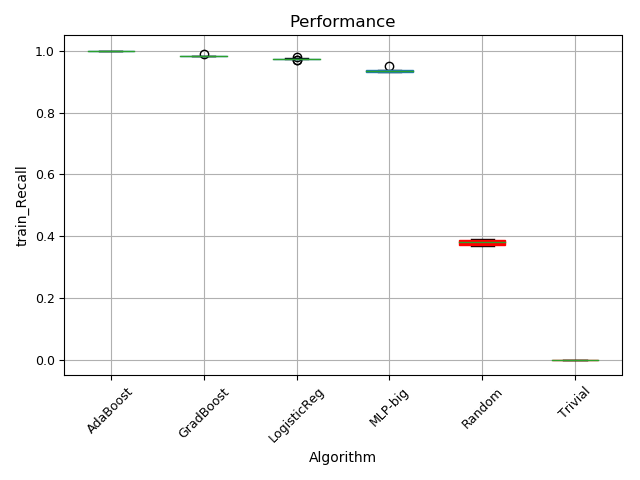 Performance
1.0
0.8
0.6
0.4
0.2
0.0
train_Recall
AdaBoost
GradBoost
LogisticReg
MLP-big
Random
Trivial
Algorithm